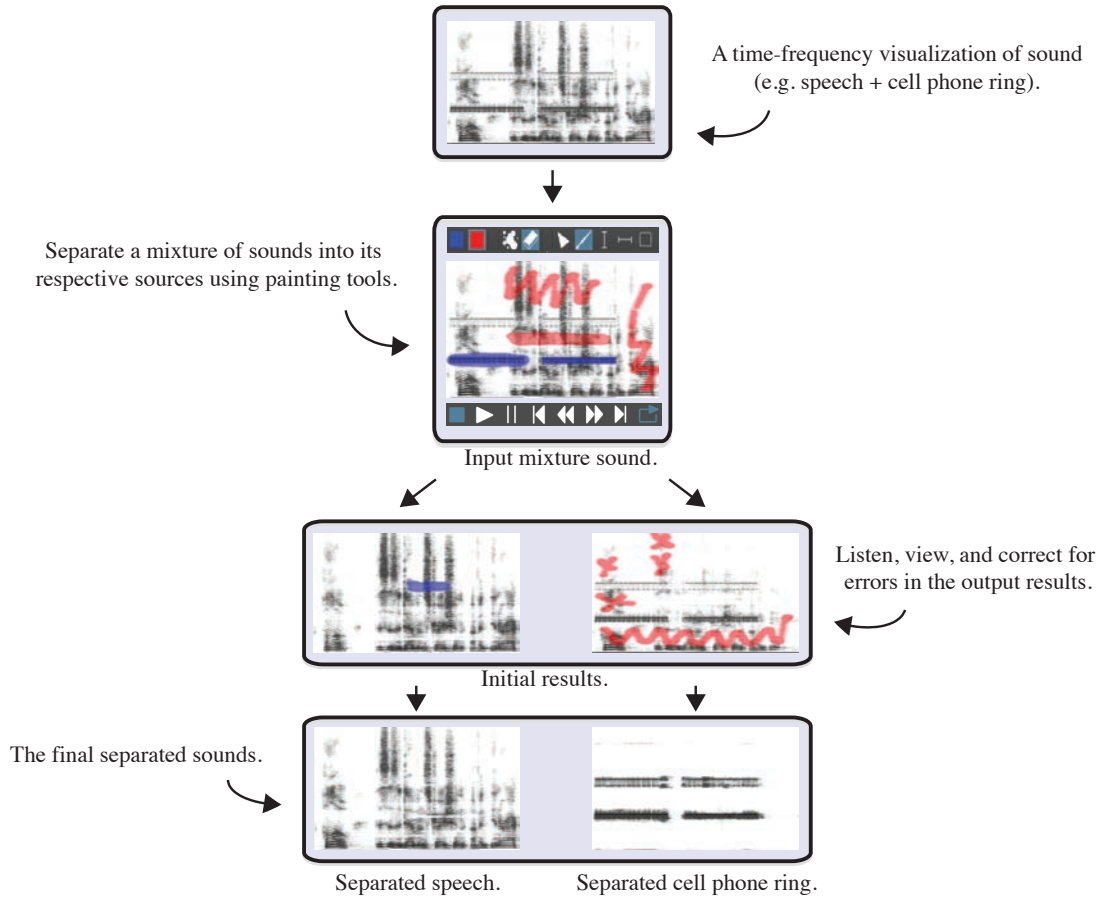 A time-frequency visualization of sound
(e.g. speech + cell phone ring).
Separate a mixture of sounds into its
respective sources using painting tools.
Input mixture sound.
Listen, view, and correct for
errors in the output results.
Initial results.
The final separated sounds.
Separated speech.
Separated cell phone ring.